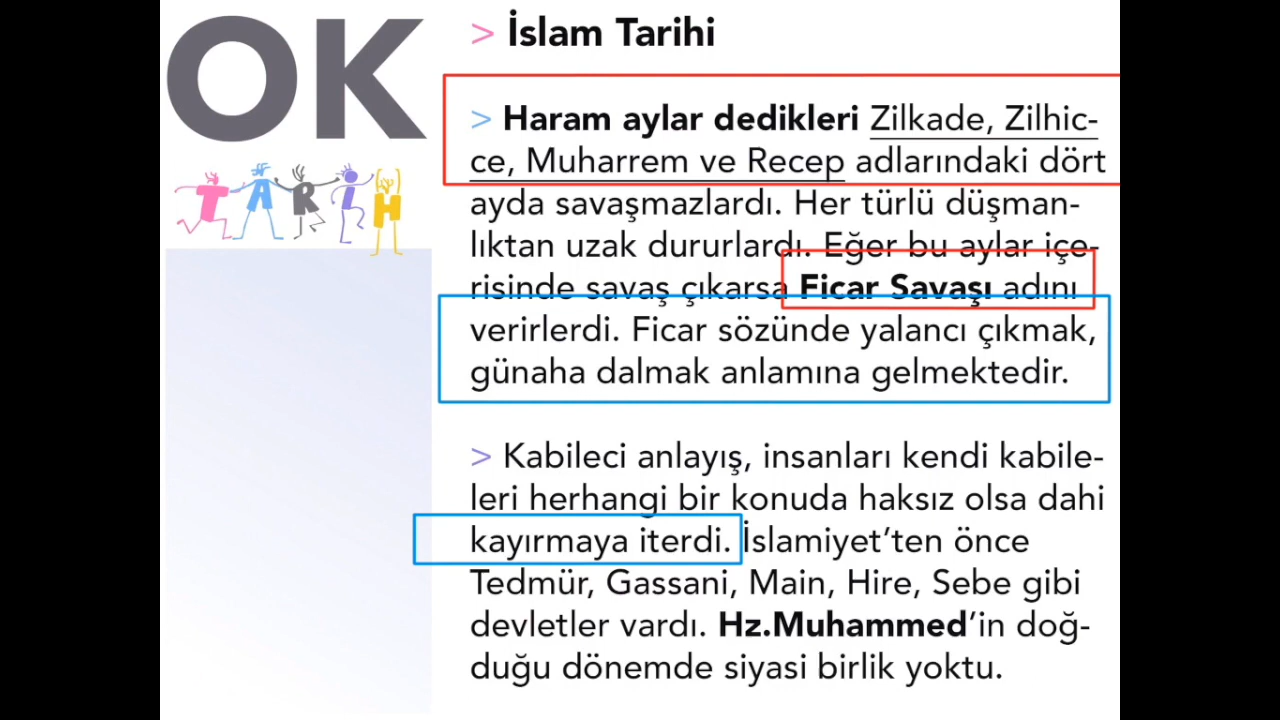 OK
TARİH
> İslam Tarihi
> Haram aylar dedikleri Zilkade, Zilhic-
ce, Muharrem ve Recep adlarındaki dört
ayda savaşmazlardı. Her türlü düşman-
lıktan uzak dururlardı. Eğer bu aylar içe-
risinde savaş çıkarsa Ficar Savaşı adını
verirlerdi. Ficar sözünde yalancı çıkmak,
günaha dalmak anlamına gelmektedir.
> Kabileci anlayış, insanları kendi kabile-
leri herhangi bir konuda haksız olsa dahi
kayırmaya iterdi. İslamiyet’ten önce
Tedmür, Gassani, Main, Hire, Sebe gibi
devletler vardı. Hz.Muhammed’in doğ-
duğu dönemde siyasi birlik yoktu.